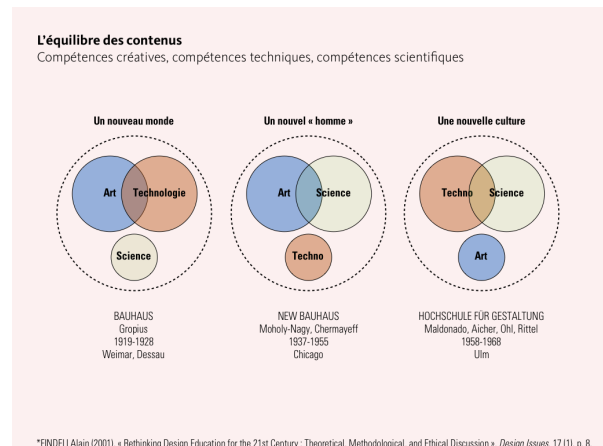 L'équilibre des contenus
Compétences créatives, compétences techniques, compétences scientifiques
Un nouveau monde
Art
Technologie
Science
BAUHAUS
Gropius
1919-1928
Weimar, Dessau
Un nouvel « homme »
Art
Science
Techno
NEW BAUHAUS
Moholy-Nagy, Chermayeff
1937-1955
Chicago
Une nouvelle culture
Techno
Science
Art
HOCHSCHULE FÜR GESTALTUNG
Maldonado, Aicher, Ohl, Rittel
1958-1968
Ulm
*FINDELI Alain (2001). « Rethinking Design Education for the 21st Century : Theoretical, Methodological, and Ethical Discussion ». Design Issues, 17 (1), p. 8